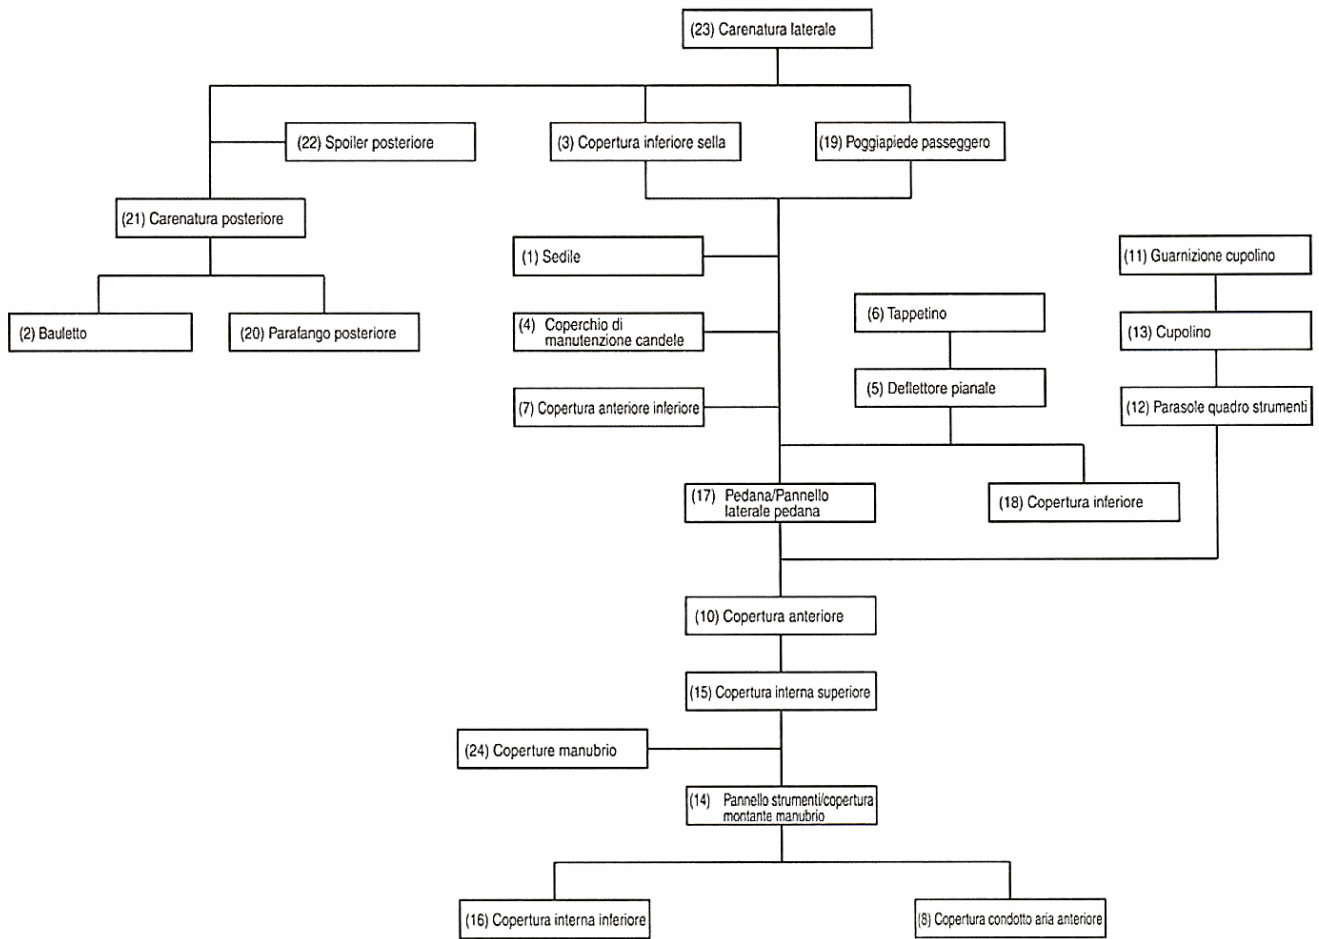 (23) Carenatura laterale
(22) Spoiler posteriore
(3) Copertura inferiore sella
(19) Poggiapiede passeggero
(21) Carenatura posteriore
(1) Sedile
(11) Guarnizione cupolino
(2) Bauletto
(20) Parafango posteriore
(4) Coperchio di
manutenzione candele
(6) Tappetino
(13) Cupolino
(7) Copertura anteriore inferiore
(5) Deflettore pianale
(12) Parasole quadro strumenti
(17) Pedana/Pannello
laterale pedana
(18) Copertura inferiore
(10) Copertura anteriore
(15) Copertura interna superiore
(24) Coperture manubrio
(14) Pannello strumenti/copertura
montante manubrio
(16) Copertura interna inferiore
(8) Copertura condotto aria anteriore